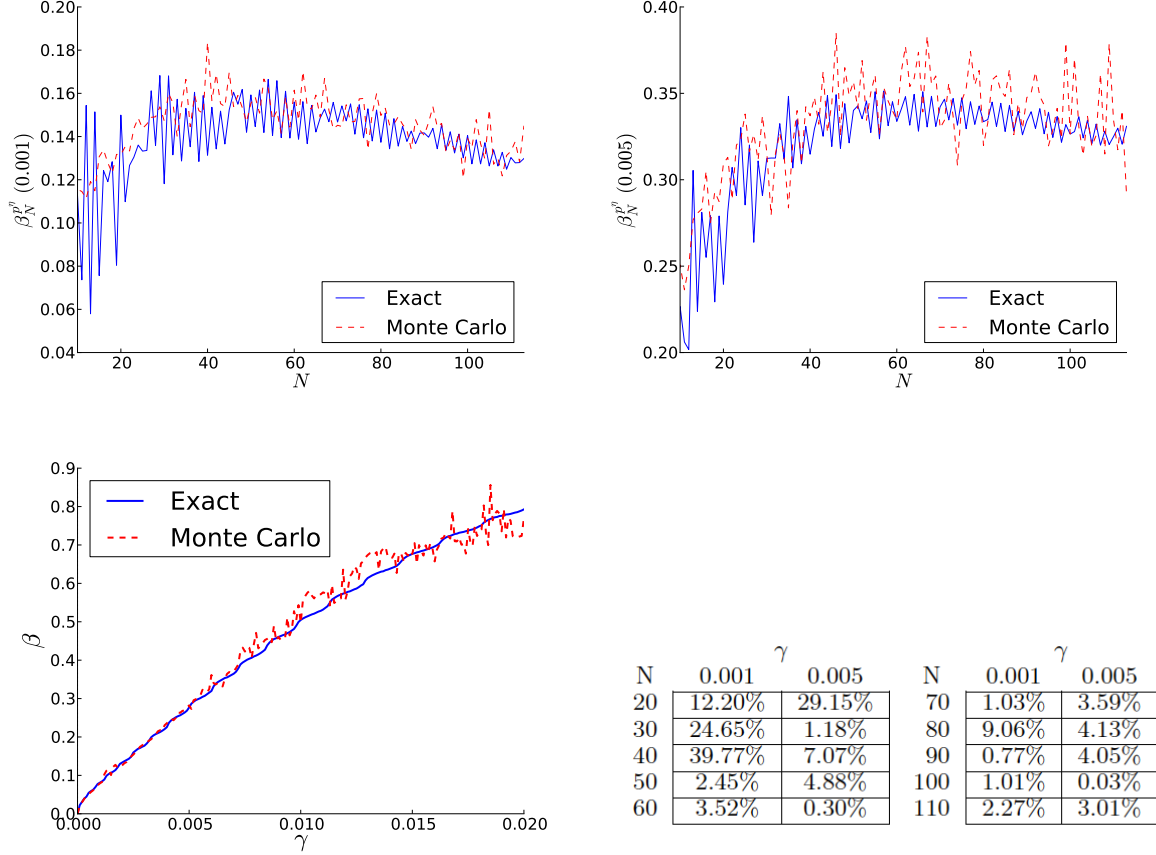 0.20
0.18
0.16
0.14
0.12
0.10
0.08
0.06
0.04
20 40 60 80 100
N
β_N^{p^η} (0.001)
Exact
Monte Carlo
0.40
0.35
0.30
0.25
0.20
20 40 60 80 100
N
β_N^{p^η} (0.005)
Exact
Monte Carlo
0.9
0.8
0.7
0.6
0.5
0.4
0.3
0.2
0.1
0.0
0.000 0.005 0.010 0.015 0.020
γ
β
Exact
Monte Carlo
γ
N 0.001 0.005
20 12.20% 29.15%
30 24.65% 1.18%
40 39.77% 7.07%
50 2.45% 4.88%
60 3.52% 0.30%
γ
N 0.001 0.005
70 1.03% 3.59%
80 9.06% 4.13%
90 0.77% 4.05%
100 1.01% 0.03%
110 2.27% 3.01%